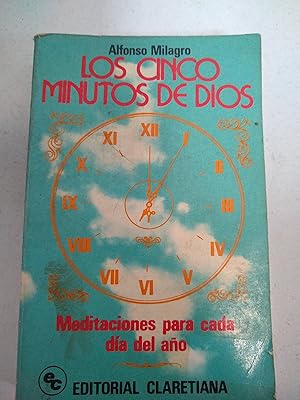 Alfonso Milagro
LOS CINCO
MINUTOS DE DIOS
XII
I
II
III
IV
V
VI
VII
VIII
IX
X
XI
Meditaciones para cada
día del año
ec
EDITORIAL CLARETIANA